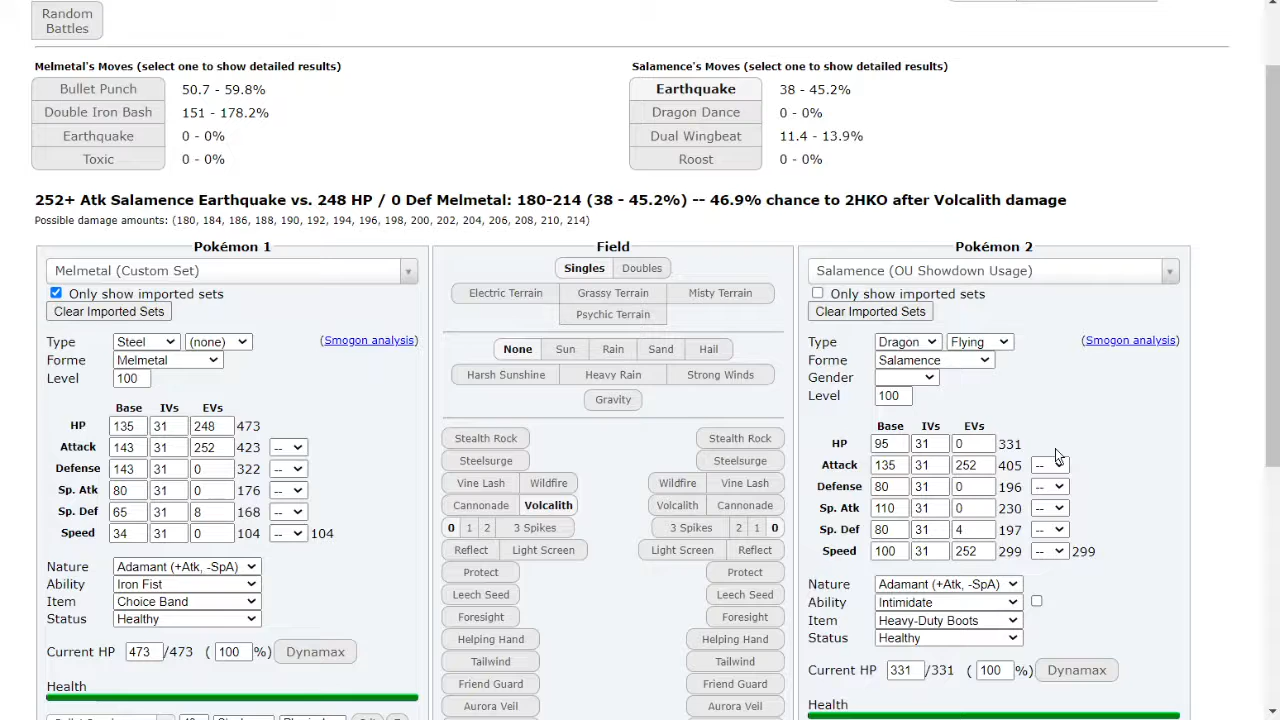 Random
Battles
Melmetal's Moves (select one to show detailed results)
Bullet Punch 50.7 - 59.8%
Double Iron Bash 151 - 178.2%
Earthquake 0 - 0%
Toxic 0 - 0%
Salamence's Moves (select one to show detailed results)
Earthquake 38 - 45.2%
Dragon Dance 0 - 0%
Dual Wingbeat 11.4 - 13.9%
Roost 0 - 0%
252+ Atk Salamence Earthquake vs. 248 HP / 0 Def Melmetal: 180-214 (38 - 45.2%) -- 46.9% chance to 2HKO after Volcalith damage
Possible damage amounts: (180, 184, 186, 188, 190, 192, 194, 196, 198, 200, 202, 204, 206, 208, 210, 214)
Pokémon 1
Melmetal (Custom Set)
Only show imported sets
Clear Imported Sets
Type Steel (none) (Smogon analysis)
Forme Melmetal
Level 100
Base IVs EVs
HP 135 31 248 473
Attack 143 31 252 423 --
Defense 143 31 0 322 --
Sp. Atk 80 31 0 176 --
Sp. Def 65 31 8 168 --
Speed 34 31 0 104 -- 104
Nature Adamant (+Atk, -SpA)
Ability Iron Fist
Item Choice Band
Status Healthy
Current HP 473 /473 ( 100 %) Dynamax
Health
Field
Singles Doubles
Electric Terrain Grassy Terrain Misty Terrain
Psychic Terrain
None Sun Rain Sand Hail
Harsh Sunshine Heavy Rain Strong Winds
Gravity
Stealth Rock Stealth Rock
Steelsurge Steelsurge
Vine Lash Wildfire Wildfire Vine Lash
Cannonade Volcalith Volcalith Cannonade
0 1 2 3 Spikes 3 Spikes 2 1 0
Reflect Light Screen Light Screen Reflect
Protect Protect
Leech Seed Leech Seed
Foresight Foresight
Helping Hand Helping Hand
Tailwind Tailwind
Friend Guard Friend Guard
Aurora Veil Aurora Veil
Pokémon 2
Salamence (OU Showdown Usage)
Only show imported sets
Clear Imported Sets
Type Dragon Flying (Smogon analysis)
Forme Salamence
Gender
Level 100
Base IVs EVs
HP 95 31 0 331
Attack 135 31 252 405 --
Defense 80 31 0 196 --
Sp. Atk 110 31 0 230 --
Sp. Def 80 31 4 197 --
Speed 100 31 252 299 -- 299
Nature Adamant (+Atk, -SpA)
Ability Intimidate
Item Heavy-Duty Boots
Status Healthy
Current HP 331 /331 ( 100 %) Dynamax
Health